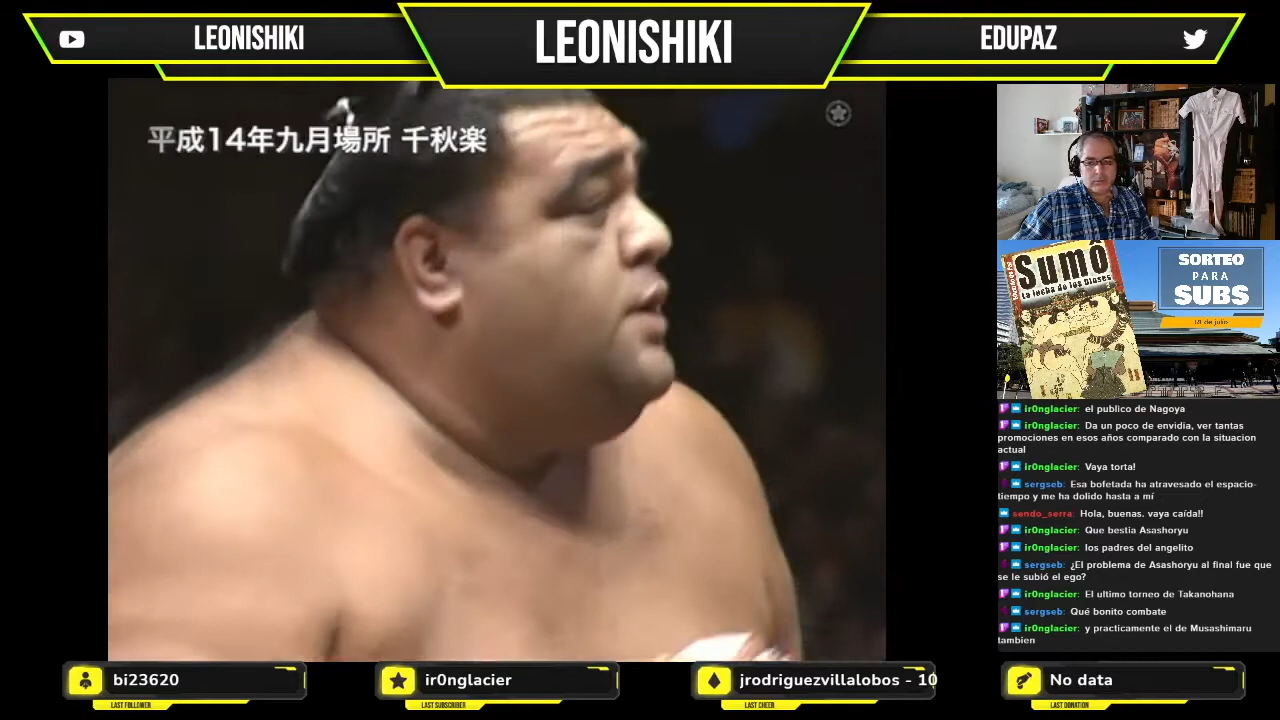 LEONISHIKI
LEONISHIKI
EDUPAZ
平成14年九月場所 千秋楽
Sumô
La lucha de los Dioses
SORTEO
PARA
SUBS
18 de julio
ir0nglacier: el publico de Nagoya
ir0nglacier: Da un poco de envidia, ver tantas
promociones en esos años comparado con la situacion
actual
ir0nglacier: Vaya torta!
sergseb: Esa bofetada ha atravesado el espacio-
tiempo y me ha dolido hasta a mí
sendo_serra: Hola, buenas. vaya caída!!
ir0nglacier: Que bestia Asashoryu
ir0nglacier: los padres del angelito
sergseb: ¿El problema de Asashoryu al final fue que
se le subió el ego?
ir0nglacier: El ultimo torneo de Takanohana
sergseb: Qué bonito combate
ir0nglacier: y practicamente el de Musashimaru
tambien
bi23620
LAST FOLLOWER
ir0nglacier
LAST SUBSCRIBER
jrodriguezvillalobos - 10
LAST CHEER
No data
LAST DONATION